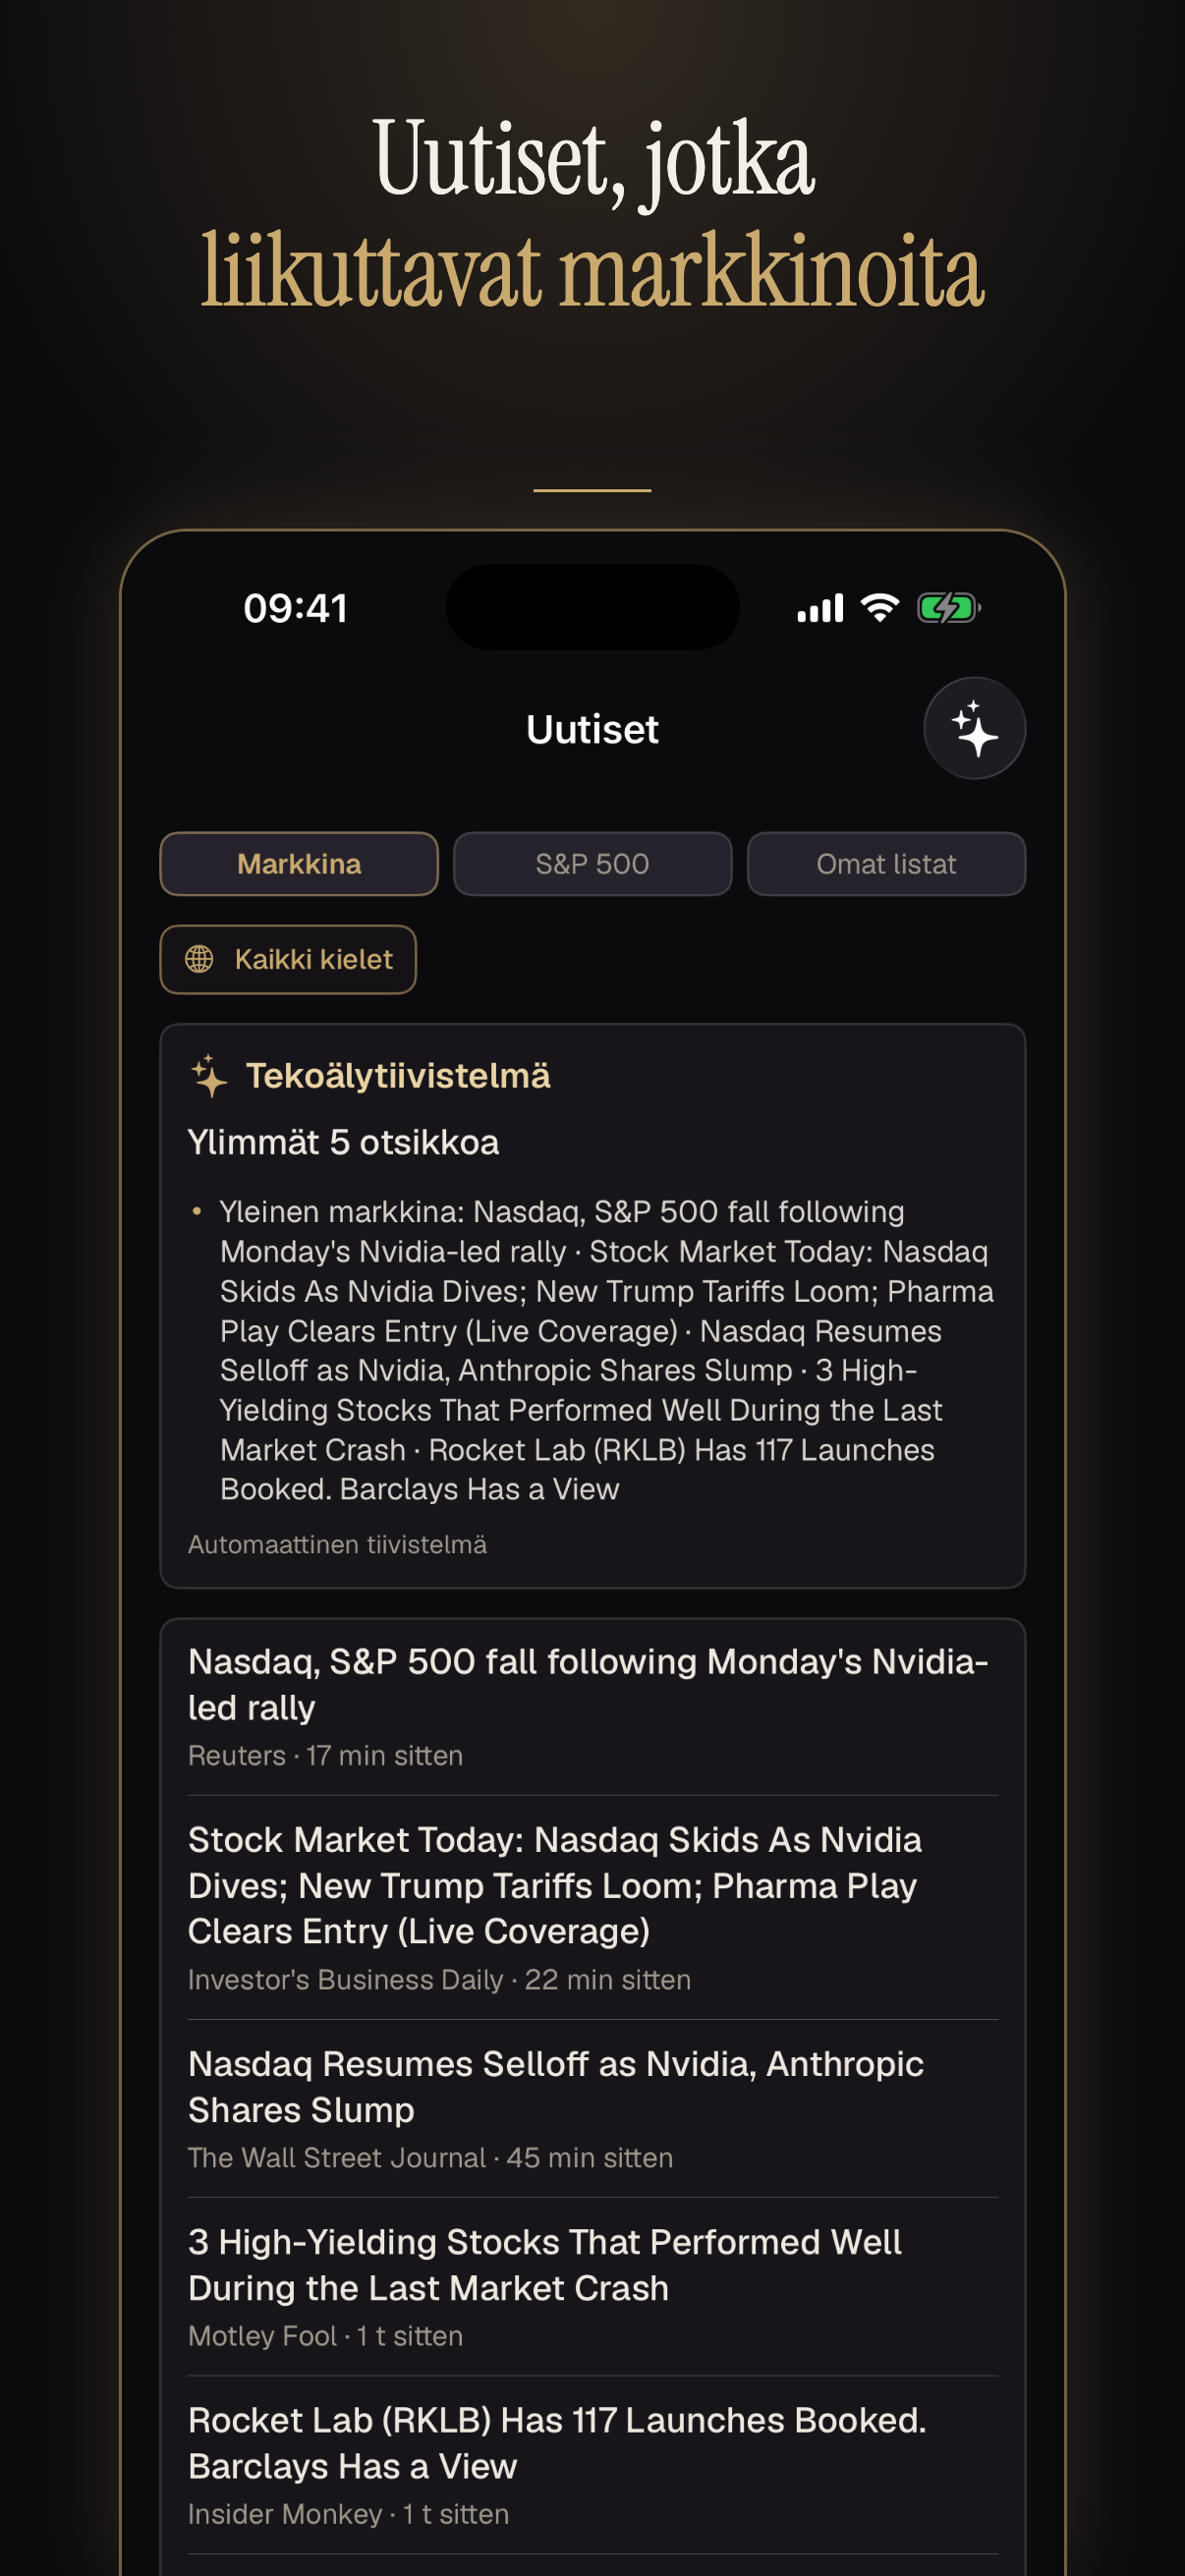 Uutiset, jotka
liikuttavat markkinoita
09:41
Uutiset
Markkina
S&P 500
Omat listat
Kaikki kielet
Tekoälytiivistelmä
Ylimmät 5 otsikkoa
• Yleinen markkina: Nasdaq, S&P 500 fall following
Monday's Nvidia-led rally · Stock Market Today: Nasdaq
Skids As Nvidia Dives; New Trump Tariffs Loom; Pharma
Play Clears Entry (Live Coverage) · Nasdaq Resumes
Selloff as Nvidia, Anthropic Shares Slump · 3 High-
Yielding Stocks That Performed Well During the Last
Market Crash · Rocket Lab (RKLB) Has 117 Launches
Booked. Barclays Has a View
Automaattinen tiivistelmä
Nasdaq, S&P 500 fall following Monday's Nvidia-
led rally
Reuters · 17 min sitten
Stock Market Today: Nasdaq Skids As Nvidia
Dives; New Trump Tariffs Loom; Pharma Play
Clears Entry (Live Coverage)
Investor's Business Daily · 22 min sitten
Nasdaq Resumes Selloff as Nvidia, Anthropic
Shares Slump
The Wall Street Journal · 45 min sitten
3 High-Yielding Stocks That Performed Well
During the Last Market Crash
Motley Fool · 1 t sitten
Rocket Lab (RKLB) Has 117 Launches Booked.
Barclays Has a View
Insider Monkey · 1 t sitten